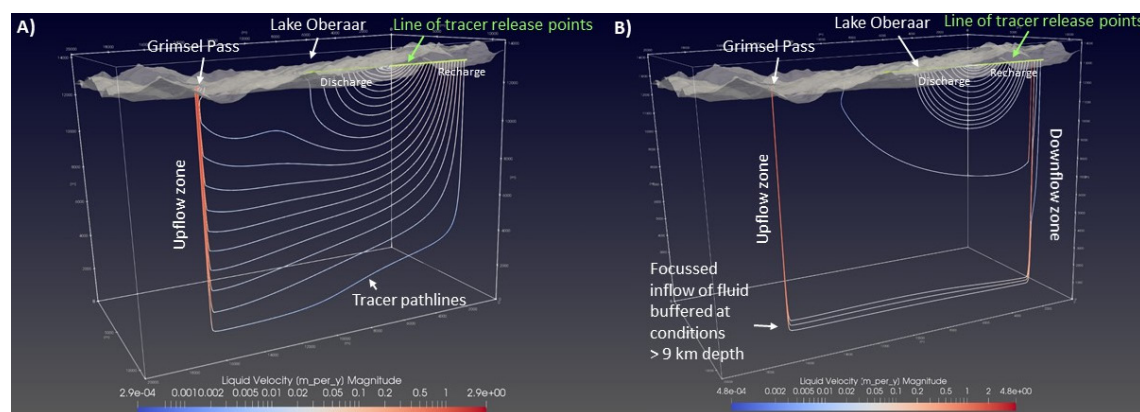 A)
Lake Oberaar
Line of tracer release points
Grimsel Pass
Recharge
Discharge
Upflow zone
Tracer pathlines
Liquid Velocity (m_per_y) Magnitude
2.9e-04 0.001 0.002 0.005 0.01 0.02 0.05 0.1 0.2 0.5 1 2.9e+00
B)
Lake Oberaar
Line of tracer release points
Grimsel Pass
Recharge
Discharge
Upflow zone
Downflow zone
Focussed
inflow of fluid
buffered at
conditions
> 9 km depth
Liquid Velocity (m_per_y) Magnitude
4.8e-04 0.002 0.005 0.01 0.02 0.05 0.1 0.2 0.5 1 2 4.8e+00